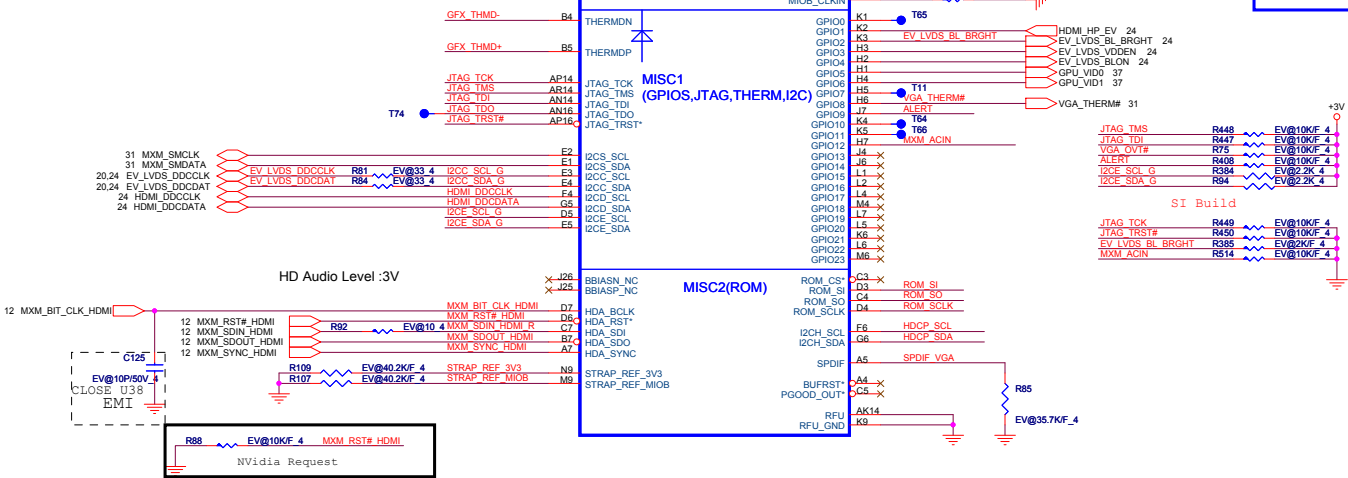 MIOB_CLKIN
GFX_THMD- B4 THERMDN
GFX_THMD+ B5 THERMDP
MISC1
(GPIOS,JTAG,THERM,I2C)
JTAG_TCK AP14 JTAG_TCK
JTAG_TMS AR14 JTAG_TMS
JTAG_TDI AN14 JTAG_TDI
T74 JTAG_TDO AN16 JTAG_TDO
JTAG_TRST# AP16 JTAG_TRST*
31 MXM_SMCLK E2 I2CS_SCL
31 MXM_SMDATA E1 I2CS_SDA
20,24 EV_LVDS_DDCCLK EV_LVDS_DDCCLK R81 EV@33_4 I2CC_SCL_G E3 I2CC_SCL
20,24 EV_LVDS_DDCDAT EV_LVDS_DDCDAT R84 EV@33_4 I2CC_SDA_G E4 I2CC_SDA
24 HDMI_DDCCLK HDMI_DDCCLK F4 I2CD_SCL
24 HDMI_DDCDATA HDMI_DDCDATA G5 I2CD_SDA
I2CE_SCL_G D5 I2CE_SCL
I2CE_SDA_G E5 I2CE_SDA
GPIO0 K1 T65
GPIO1 K2 HDMI_HP_EV 24
GPIO2 K3 EV_LVDS_BL_BRGHT EV_LVDS_BL_BRGHT 24
GPIO3 H3 EV_LVDS_VDDEN 24
GPIO4 H2 EV_LVDS_BLON 24
GPIO5 H1 GPU_VID0 37
GPIO6 H4 GPU_VID1 37
GPIO7 H5 T11
GPIO8 H6 VGA_THERM# VGA_THERM# 31
GPIO9 J7 ALERT
GPIO10 K4 T64
GPIO11 K5 T66
GPIO12 H7 MXM_ACIN
GPIO13 J4
GPIO14 J6
GPIO15 L1
GPIO16 L2
GPIO17 L4
GPIO18 M4
GPIO19 L7
GPIO20 L5
GPIO21 K6
GPIO22 L6
GPIO23 M6
+3V
JTAG_TMS R448 EV@10K/F_4
JTAG_TDI R447 EV@10K/F_4
VGA_OVT# R75 EV@10K/F_4
ALERT R408 EV@10K/F_4
I2CE_SCL_G R384 EV@2.2K_4
I2CE_SDA_G R94 EV@2.2K_4
SI Build
JTAG_TCK R449 EV@10K/F_4
JTAG_TRST# R450 EV@10K/F_4
EV_LVDS_BL_BRGHT R385 EV@2K/F_4
MXM_ACIN R514 EV@10K/F_4
HD Audio Level :3V
MISC2(ROM)
J26 BBIASN_NC
J25 BBIASP_NC
12 MXM_BIT_CLK_HDMI MXM_BIT_CLK_HDMI D7 HDA_BCLK
12 MXM_RST#_HDMI MXM_RST#_HDMI D6 HDA_RST*
12 MXM_SDIN_HDMI R92 EV@10_4 MXM_SDIN_HDMI_R C7 HDA_SDI
12 MXM_SDOUT_HDMI MXM_SDOUT_HDMI B7 HDA_SDO
12 MXM_SYNC_HDMI MXM_SYNC_HDMI A7 HDA_SYNC
R109 EV@40.2K/F_4 STRAP_REF_3V3 N9 STRAP_REF_3V3
R107 EV@40.2K/F_4 STRAP_REF_MIOB M9 STRAP_REF_MIOB
ROM_CS* C3
ROM_SI D3 ROM_SI
ROM_SO C4 ROM_SO
ROM_SCLK D4 ROM_SCLK
I2CH_SCL F6 HDCP_SCL
I2CH_SDA G6 HDCP_SDA
SPDIF A5 SPDIF_VGA
BUFRST* A4
PGOOD_OUT* C5
RFU AK14
RFU_GND K9
R85
EV@35.7K/F_4
C125
EV@10P/50V_4
CLOSE U38
EMI
R88 EV@10K/F_4 MXM_RST#_HDMI
NVidia Request